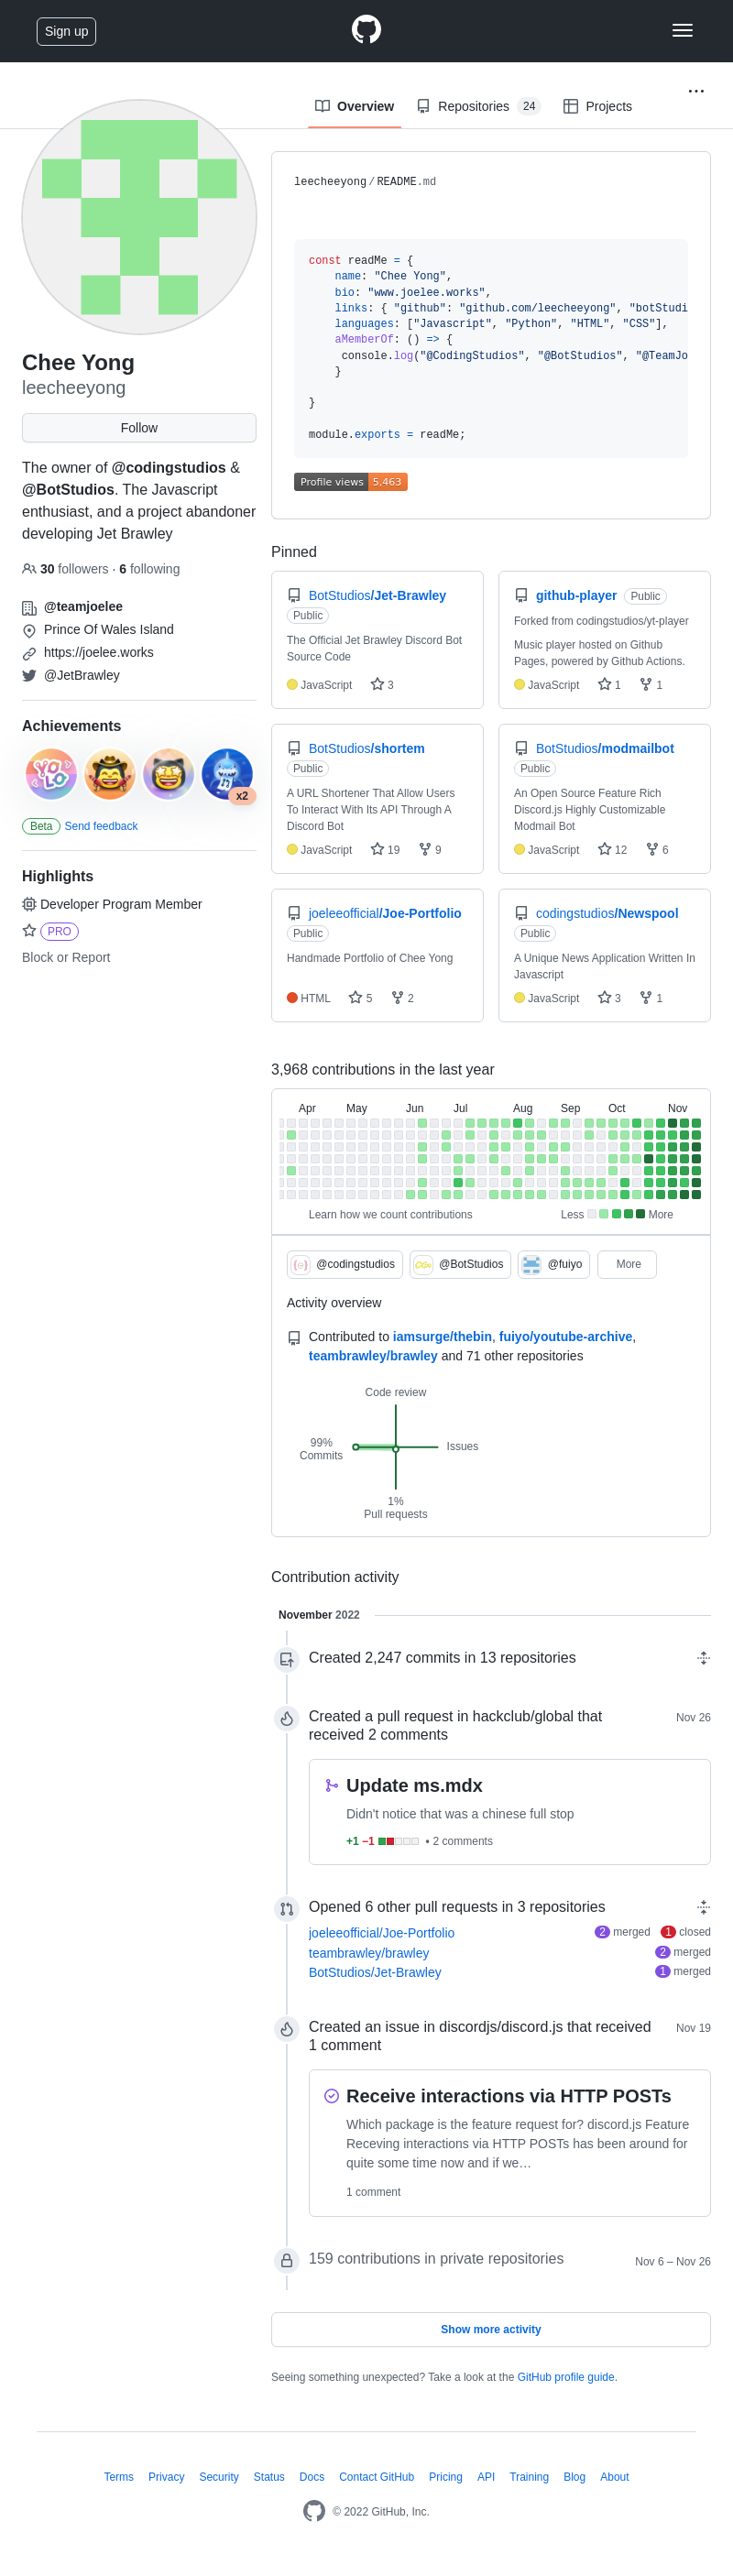 Sign up
Overview
Repositories 24
Projects
leecheeyong/README.md
const readMe = {
name: "Chee Yong",
bio: "www.joelee.works",
links: { "github": "github.com/leecheeyong", "botStudi
languages: ["Javascript", "Python", "HTML", "CSS"],
aMemberOf: () => {
console.log("@CodingStudios", "@BotStudios", "@TeamJo
}
}
module.exports = readMe;
Profile views 5,463
Chee Yong
leecheeyong
Follow
The owner of @codingstudios &
@BotStudios. The Javascript
enthusiast, and a project abandoner
developing Jet Brawley
30 followers · 6 following
@teamjoelee
Prince Of Wales Island
https://joelee.works
@JetBrawley
Achievements
YOLO
x2
Beta Send feedback
Highlights
Developer Program Member
PRO
Block or Report
Pinned
BotStudios/Jet-Brawley
Public
The Official Jet Brawley Discord Bot
Source Code
JavaScript 3
github-player Public
Forked from codingstudios/yt-player
Music player hosted on Github
Pages, powered by Github Actions.
JavaScript 1 1
BotStudios/shortem
Public
A URL Shortener That Allow Users
To Interact With Its API Through A
Discord Bot
JavaScript 19 9
BotStudios/modmailbot
Public
An Open Source Feature Rich
Discord.js Highly Customizable
Modmail Bot
JavaScript 12 6
joeleeofficial/Joe-Portfolio
Public
Handmade Portfolio of Chee Yong
HTML 5 2
codingstudios/Newspool
Public
A Unique News Application Written In
Javascript
JavaScript 3 1
3,968 contributions in the last year
Apr May Jun Jul Aug Sep Oct Nov
Learn how we count contributions
Less More
@codingstudios
@BotStudios
@fuiyo
More
Activity overview
Contributed to iamsurge/thebin, fuiyo/youtube-archive,
teambrawley/brawley and 71 other repositories
Code review
99%
Commits
Issues
1%
Pull requests
Contribution activity
November 2022
Created 2,247 commits in 13 repositories
Created a pull request in hackclub/global that
received 2 comments
Nov 26
Update ms.mdx
Didn't notice that was a chinese full stop
+1 −1 • 2 comments
Opened 6 other pull requests in 3 repositories
joeleeofficial/Joe-Portfolio 2 merged 1 closed
teambrawley/brawley 2 merged
BotStudios/Jet-Brawley 1 merged
Created an issue in discordjs/discord.js that received
1 comment
Nov 19
Receive interactions via HTTP POSTs
Which package is the feature request for? discord.js Feature
Receving interactions via HTTP POSTs has been around for
quite some time now and if we…
1 comment
159 contributions in private repositories
Nov 6 – Nov 26
Show more activity
Seeing something unexpected? Take a look at the GitHub profile guide.
Terms Privacy Security Status Docs Contact GitHub Pricing API Training Blog About
© 2022 GitHub, Inc.